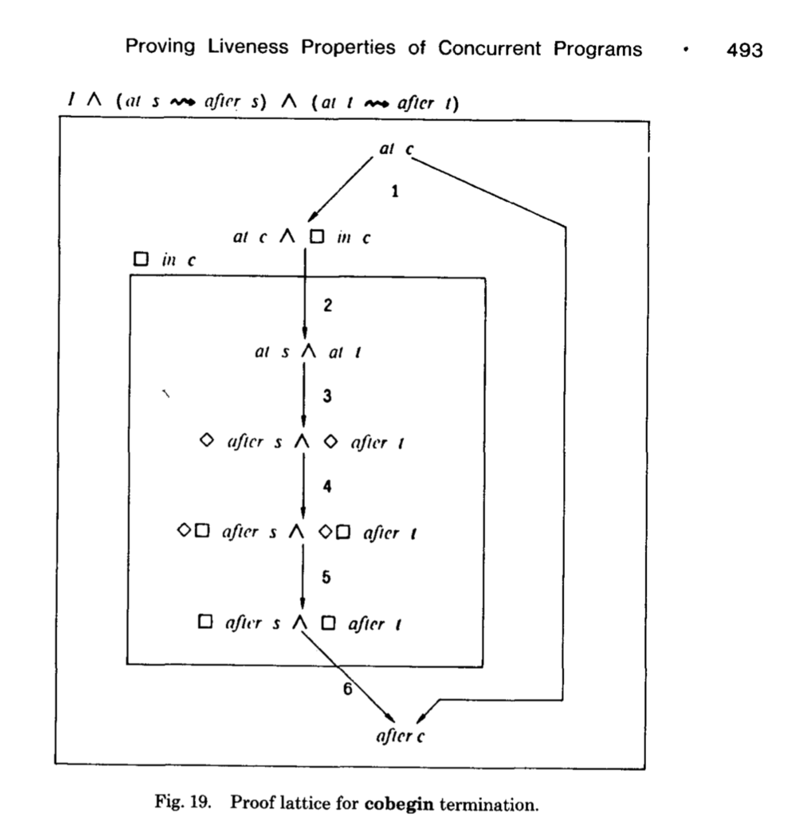 Proving Liveness Properties of Concurrent Programs • 493
I ∧ (at s ⇝ after s) ∧ (at t ⇝ after t)
at c
1
at c ∧ □ in c
□ in c
2
at s ∧ at t
3
◇ after s ∧ ◇ after t
4
◇□ after s ∧ ◇□ after t
5
□ after s ∧ □ after t
6
after c
Fig. 19. Proof lattice for cobegin termination.